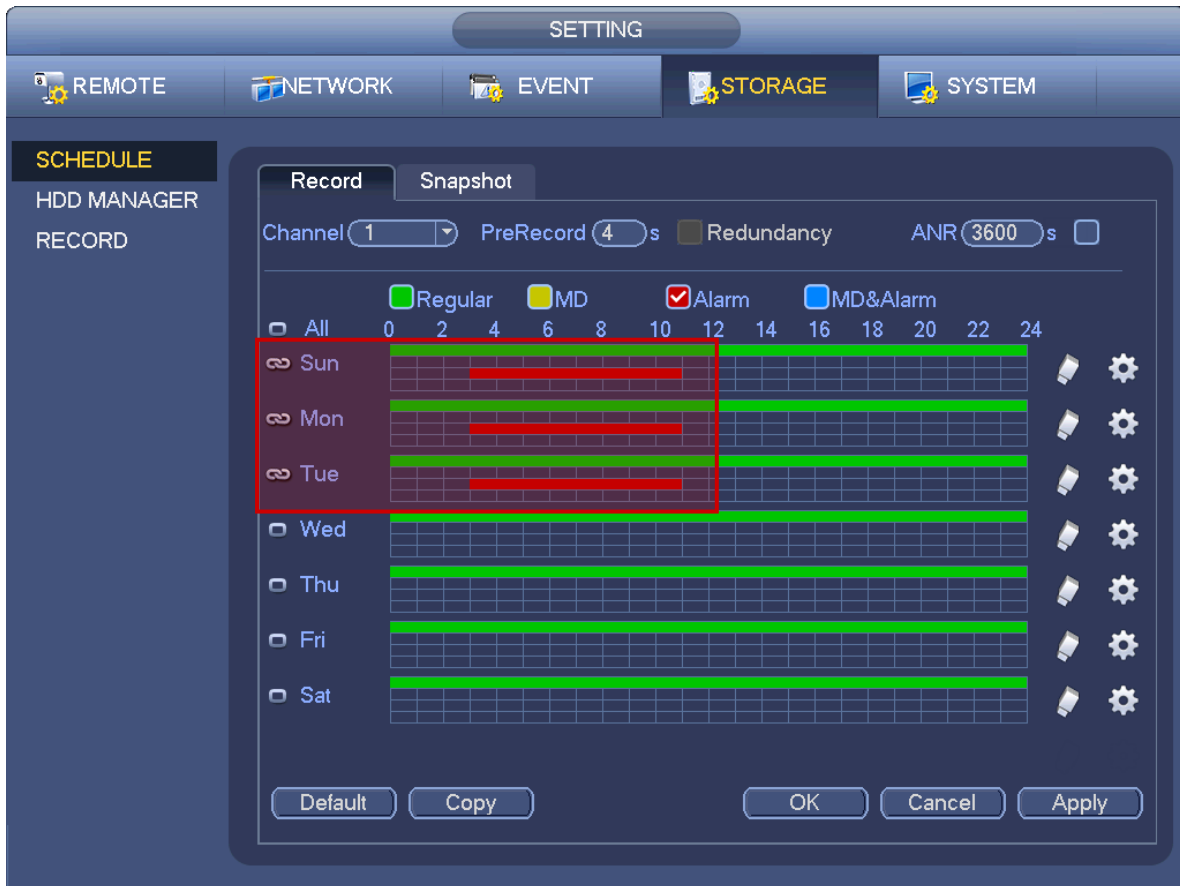 SETTING
REMOTE NETWORK EVENT STORAGE SYSTEM
SCHEDULE
HDD MANAGER
RECORD
Record Snapshot
Channel 1 PreRecord 4 s Redundancy ANR 3600 s
Regular MD Alarm MD&Alarm
All 0 2 4 6 8 10 12 14 16 18 20 22 24
Sun
Mon
Tue
Wed
Thu
Fri
Sat
Default Copy OK Cancel Apply